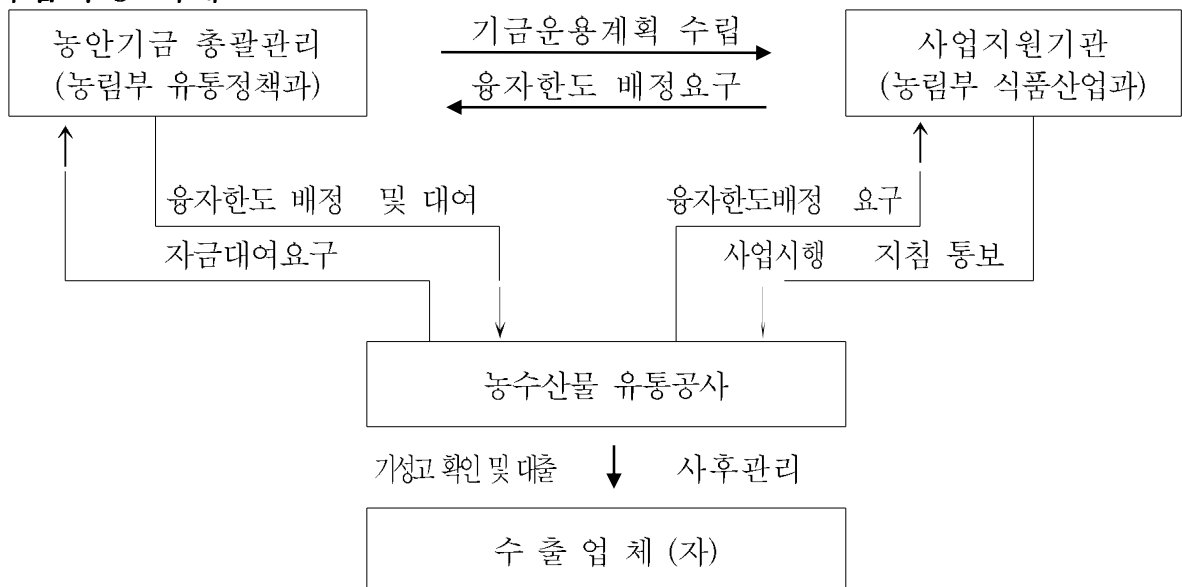 농안기금 총괄관리
(농림부 유통정책과)
기금운용계획 수립
융자한도 배정요구
사업지원기관
(농림부 식품산업과)
융자한도 배정 및 대여
융자한도배정 요구
자금대여요구
사업시행 지침 통보
농수산물 유통공사
기성고 확인 및 대출
사후관리
수 출 업 체 (자)